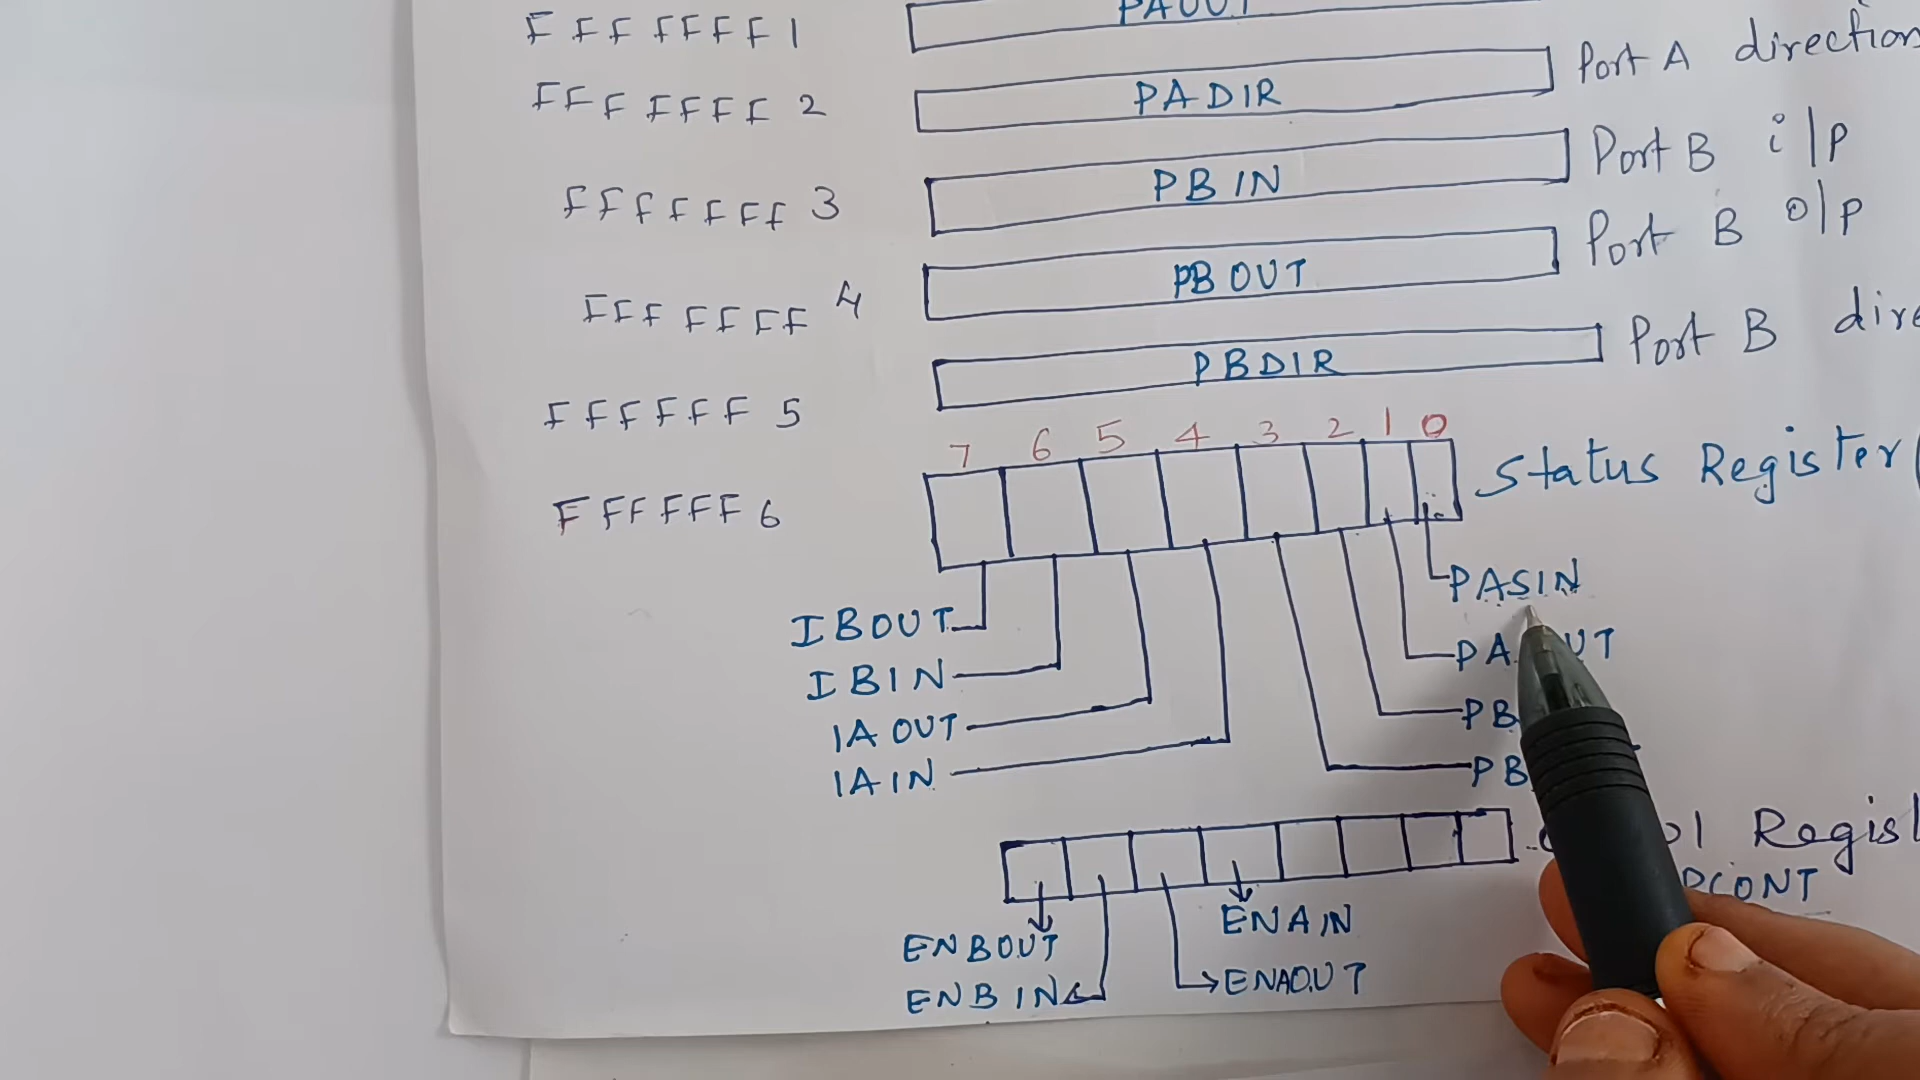 FFFFFFF1 PAOUT
FFFFFFF2 PADIR Port A direction
FFFFFFF3 PBIN Port B i/p
FFFFFFF4 PBOUT Port B o/p
FFFFFF5 PBDIR Port B
7 6 5 4 3 2 1 0
FFFFFF6 Status Register
PASIN
IBOUT
IBIN
IAOUT
IAIN
PCONT
ENAIN
ENBOUT
ENAOUT
ENBIN